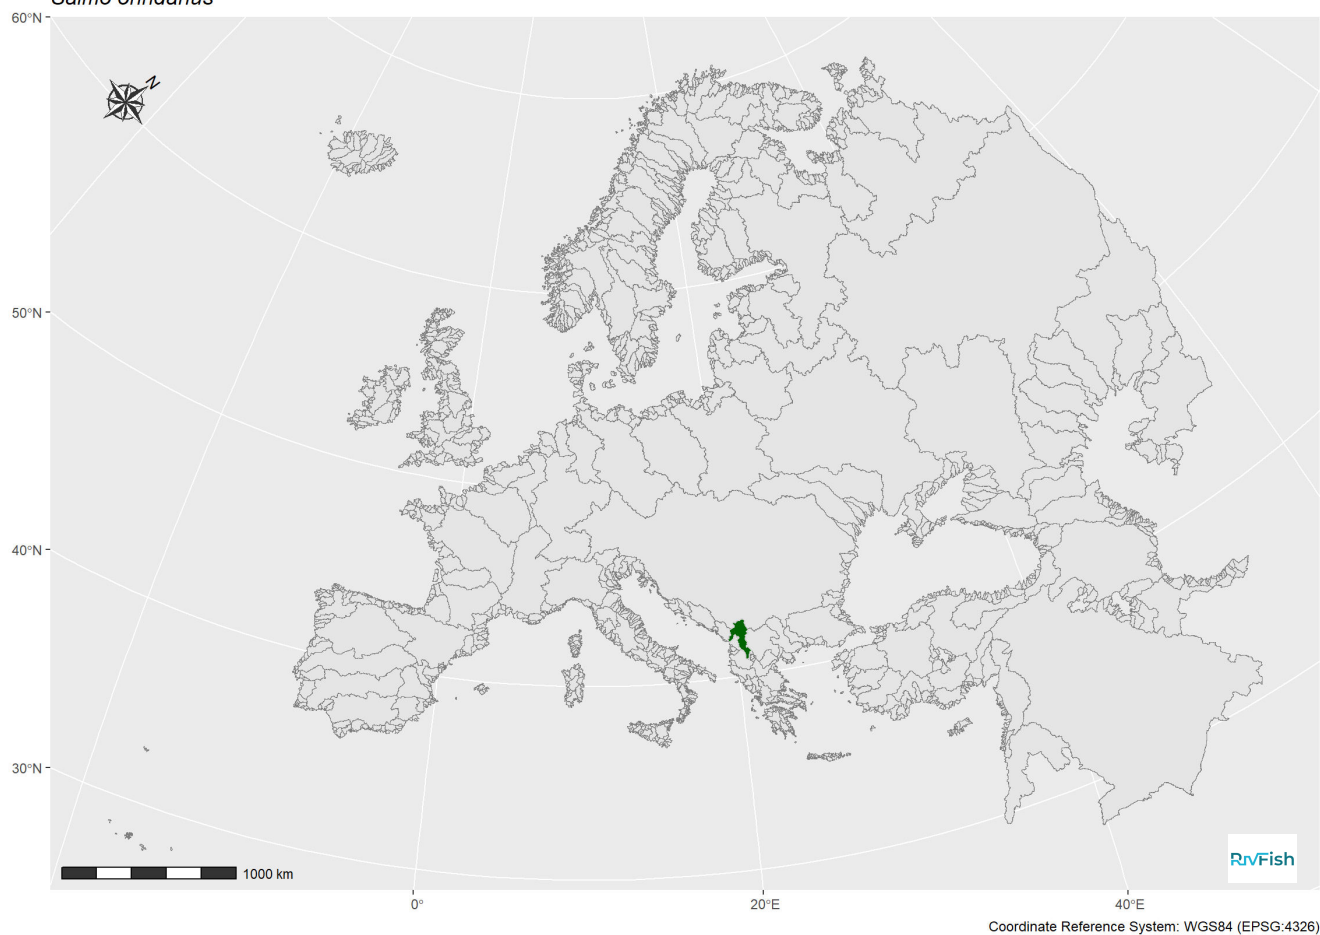 Salmo ohridanus
60°N
N
50°N
40°N
30°N
RivFish
1000 km
0° 20°E 40°E
Coordinate Reference System: WGS84 (EPSG:4326)